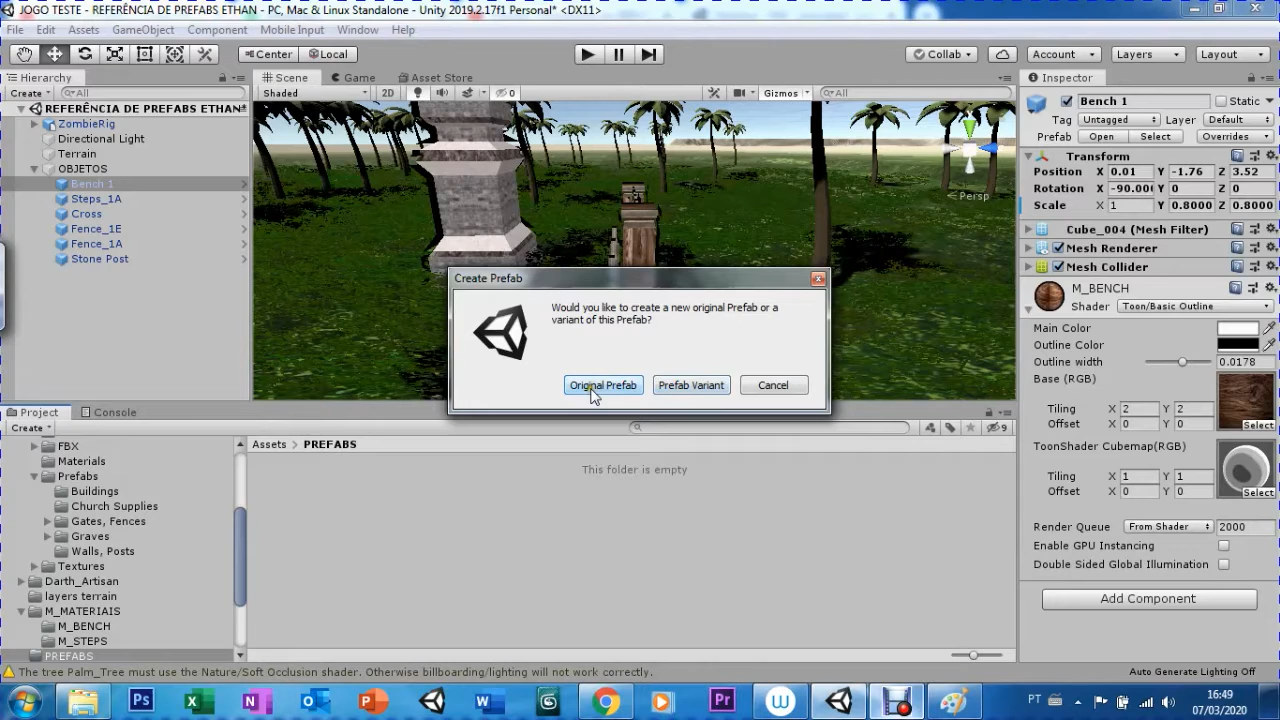 JOGO TESTE - REFERÊNCIA DE PREFABS ETHAN - PC, Mac & Linux Standalone - Unity 2019.2.17f1 Personal* <DX11>
File Edit Assets GameObject Component Mobile Input Window Help
Center Local Collab Account Layers Layout
Hierarchy Scene Game Asset Store Inspector
Create All Shaded 2D 0 Gizmos All
REFERÊNCIA DE PREFABS ETHAN*
ZombieRig
Directional Light
Terrain
OBJETOS
Bench 1
Steps_1A
Cross
Fence_1E
Fence_1A
Stone Post
Persp
Create Prefab
Would you like to create a new original Prefab or a
variant of this Prefab?
Original Prefab Prefab Variant Cancel
Bench 1 Static
Tag Untagged Layer Default
Prefab Open Select Overrides
Transform
Position X 0.01 Y -1.76 Z 3.52
Rotation X -90.00 Y 0 Z 0
Scale X 1 Y 0.8000 Z 0.8000
Cube_004 (Mesh Filter)
Mesh Renderer
Mesh Collider
M_BENCH
Shader Toon/Basic Outline
Main Color
Outline Color
Outline width 0.0178
Base (RGB)
Tiling X 2 Y 2
Offset X 0 Y 0
Select
ToonShader Cubemap(RGB)
Tiling X 1 Y 1
Offset X 0 Y 0
Select
Render Queue From Shader 2000
Enable GPU Instancing
Double Sided Global Illumination
Add Component
Project Console
Create 9
FBX
Materials
Prefabs
Buildings
Church Supplies
Gates, Fences
Graves
Walls, Posts
Textures
Darth_Artisan
layers terrain
M_MATERIAIS
M_BENCH
M_STEPS
PREFABS
Assets > PREFABS
This folder is empty
The tree Palm_Tree must use the Nature/Soft Occlusion shader. Otherwise billboarding/lighting will not work correctly. Auto Generate Lighting Off
PT 16:49
07/03/2020